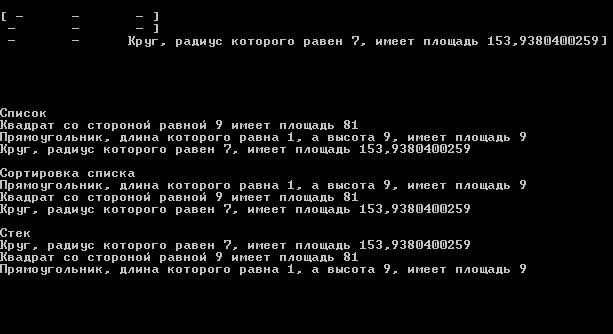 [ -       -       - ]
 -       -       - ]
 -       -      Круг, радиус которого равен 7, имеет площадь 153,9380400259]
Список
Квадрат со стороной равной 9 имеет площадь 81
Прямоугольник, длина которого равна 1, а высота 9, имеет площадь 9
Круг, радиус которого равен 7, имеет площадь 153,9380400259
Сортировка списка
Прямоугольник, длина которого равна 1, а высота 9, имеет площадь 9
Квадрат со стороной равной 9 имеет площадь 81
Круг, радиус которого равен 7, имеет площадь 153,9380400259
Стек
Круг, радиус которого равен 7, имеет площадь 153,9380400259
Квадрат со стороной равной 9 имеет площадь 81
Прямоугольник, длина которого равна 1, а высота 9, имеет площадь 9